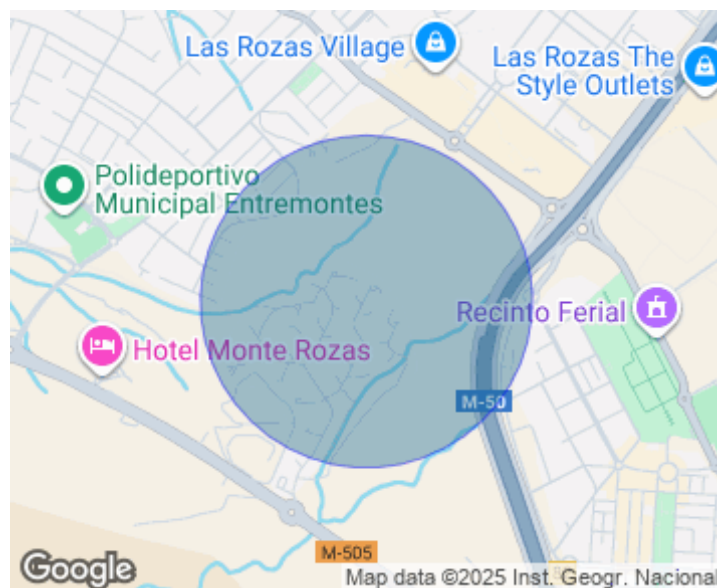 Las Rozas Village
Las Rozas The
Style Outlets
Polideportivo
Municipal Entremontes
Recinto Ferial
Hotel Monte Rozas
M-50
M-505
Google
Map data ©2025 Inst. Geogr. Nacional